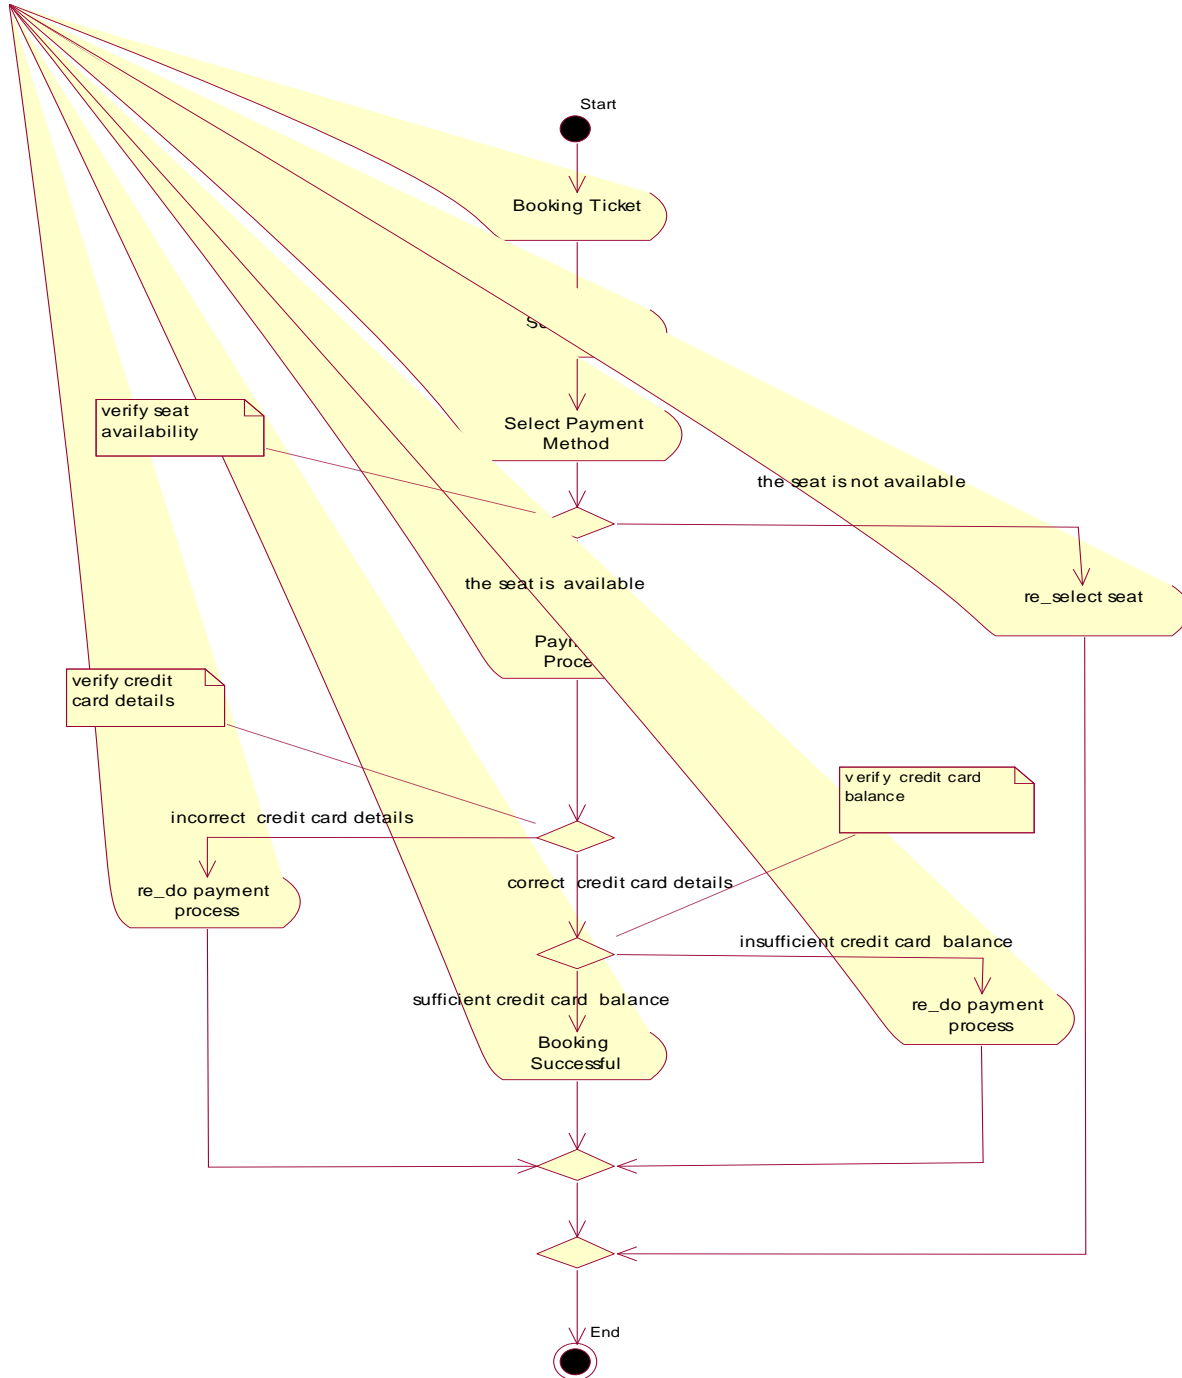 Start
Booking Ticket
verify seat
availability
Select Payment
Method
the seat is not available
the seat is available
re_select seat
verify credit
card details
verify credit card
balance
incorrect credit card details
re_do payment
process
correct credit card details
insufficient credit card balance
sufficient credit card balance
re_do payment
process
Booking
Successful
End